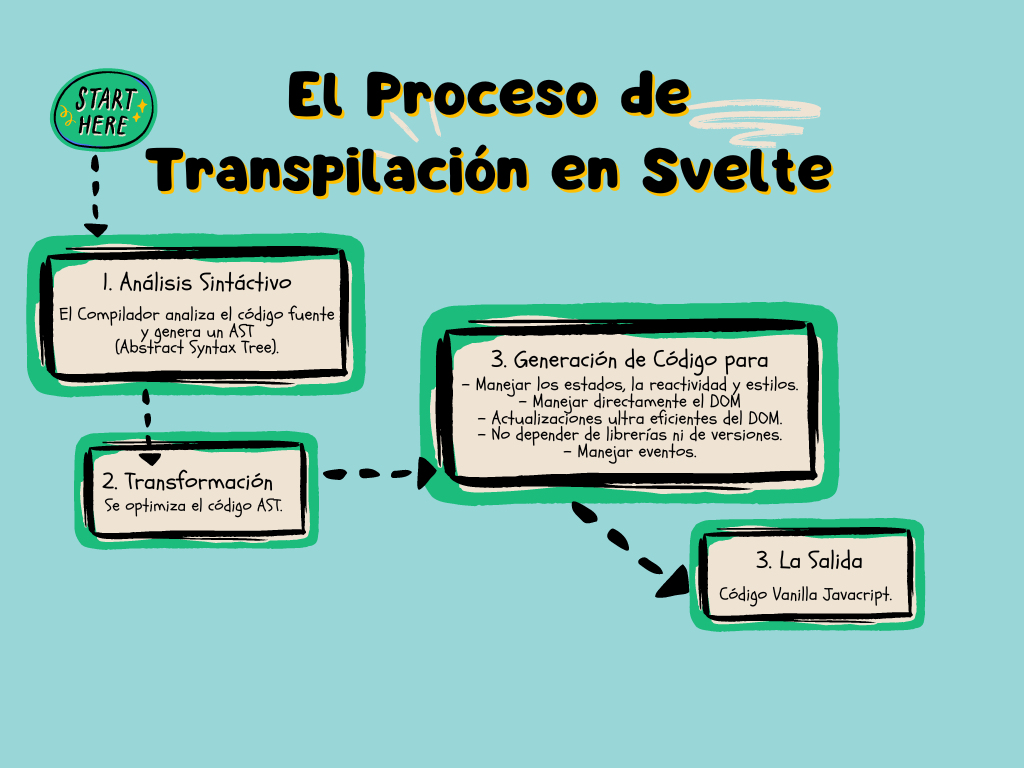 START
HERE
El Proceso de
Transpilación en Svelte
1. Análisis Sintáctivo
El Compilador analiza el código fuente
y genera un AST
(Abstract Syntax Tree).
2. Transformación
Se optimiza el código AST.
3. Generación de Código para
- Manejar los estados, la reactividad y estilos.
- Manejar directamente el DOM
- Actualizaciones ultra eficientes del DOM.
- No depender de librerías ni de versiones.
- Manejar eventos.
3. La Salida
Código Vanilla Javacript.